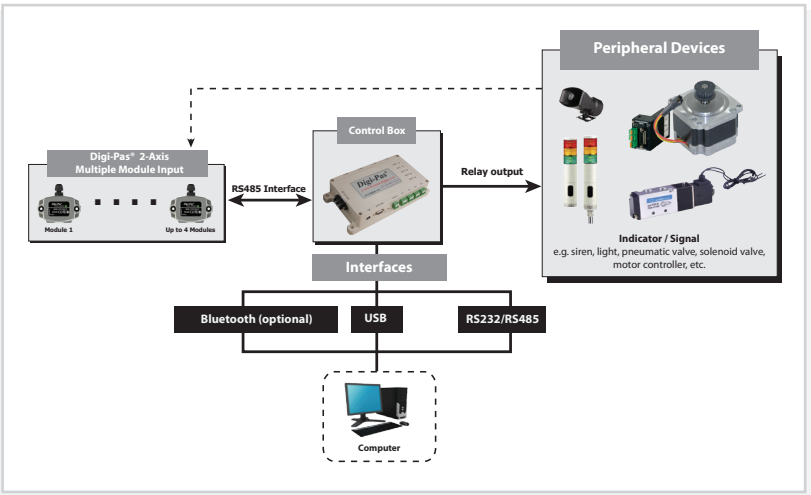 Peripheral Devices
Control Box
Digi-Pas® 2-Axis
Multiple Module Input
Digi-Pas®
RS485 Interface
Relay output
Module 1
Up to 4 Modules
Indicator / Signal
e.g. siren, light, pneumatic valve, solenoid valve,
motor controller, etc.
Interfaces
Bluetooth (optional)
USB
RS232/RS485
Computer